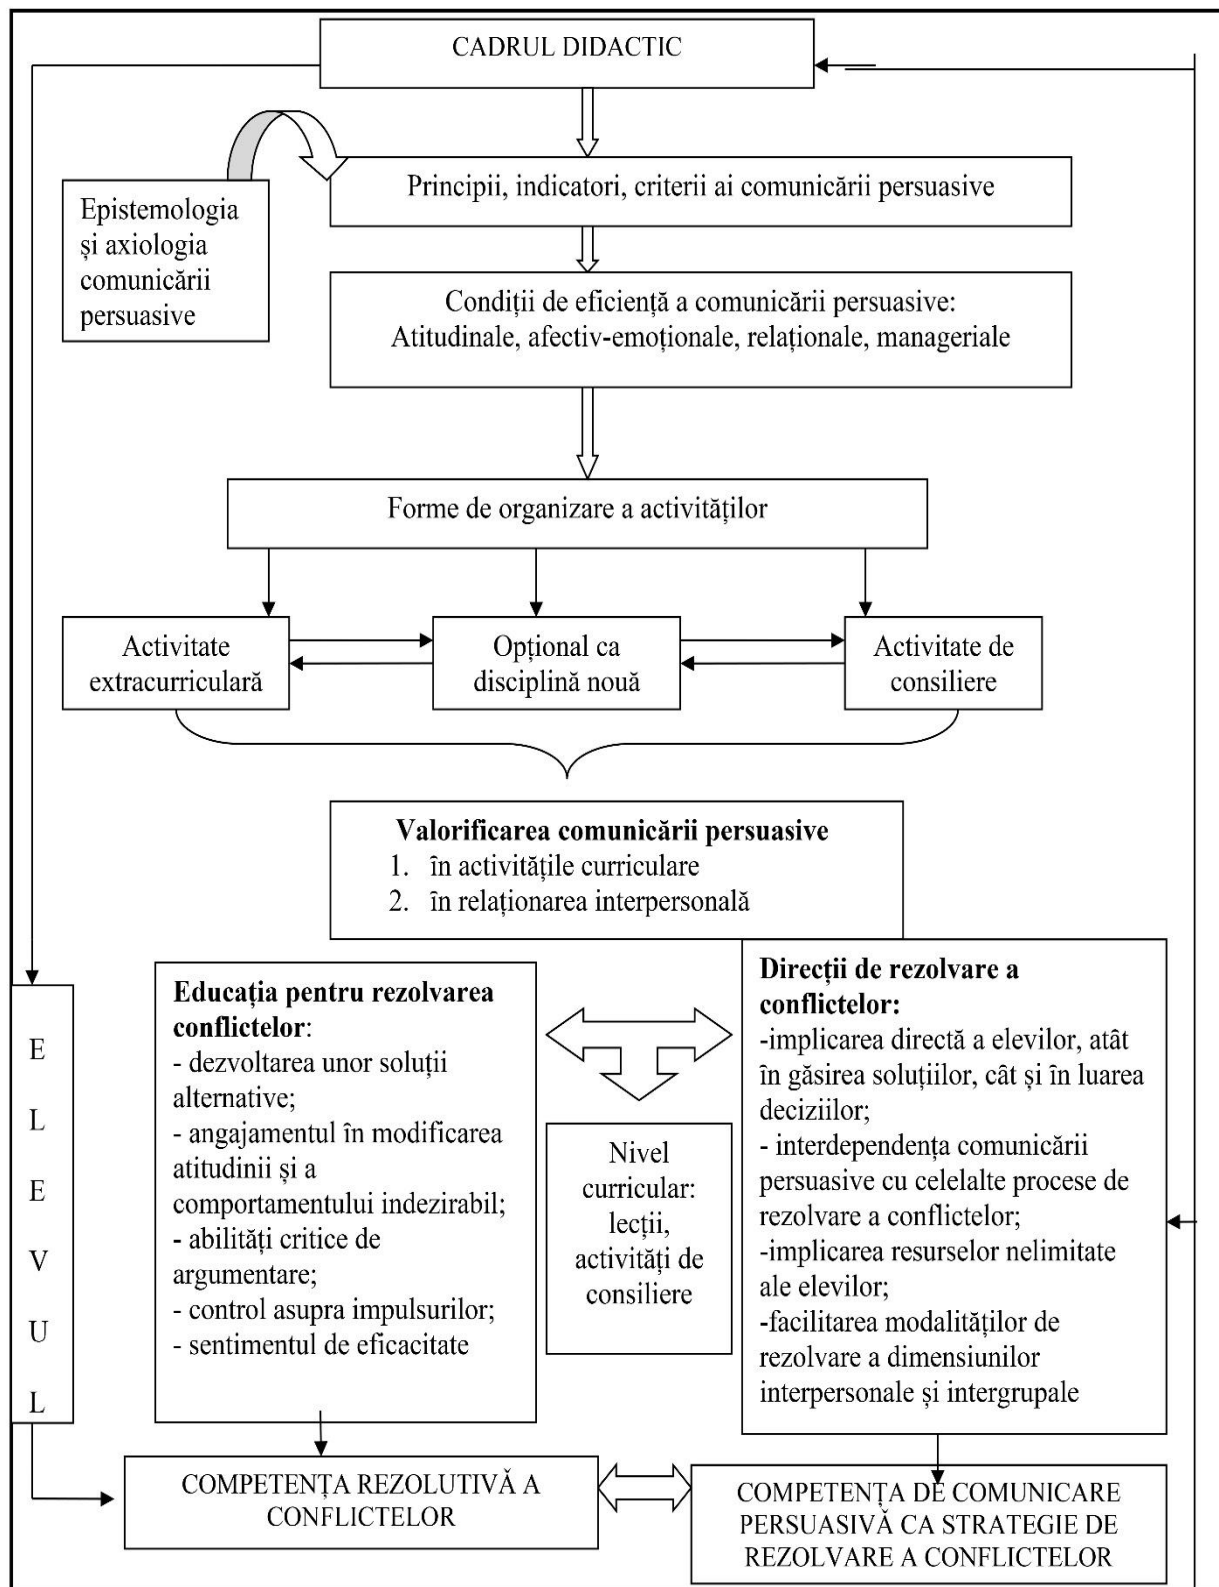 CADRUL DIDACTIC
Principii, indicatori, criterii ai comunicării persuasive
Epistemologia
și axiologia
comunicării
persuasive
Condiții de eficiență a comunicării persuasive:
Atitudinale, afectiv-emoționale, relaționale, manageriale
Forme de organizare a activităților
Activitate
extracurriculară
Opțional ca
disciplină nouă
Activitate de
consiliere
Valorificarea comunicării persuasive
1. în activitățile curriculare
2. în relaționarea interpersonală
E
L
E
V
U
L
Educația pentru rezolvarea
conflictelor:
- dezvoltarea unor soluții
alternative;
- angajamentul în modificarea
atitudinii și a
comportamentului indezirabil;
- abilități critice de
argumentare;
- control asupra impulsurilor;
- sentimentul de eficacitate
Nivel
curricular:
lecții,
activități de
consiliere
Direcții de rezolvare a
conflictelor:
-implicarea directă a elevilor, atât
în găsirea soluțiilor, cât și în luarea
deciziilor;
- interdependența comunicării
persuasive cu celelalte procese de
rezolvare a conflictelor;
-implicarea resurselor nelimitate
ale elevilor;
-facilitarea modalităților de
rezolvare a dimensiunilor
interpersonale și intergrupale
COMPETENȚA REZOLUTIVĂ A
CONFLICTELOR
COMPETENȚA DE COMUNICARE
PERSUASIVĂ CA STRATEGIE DE
REZOLVARE A CONFLICTELOR